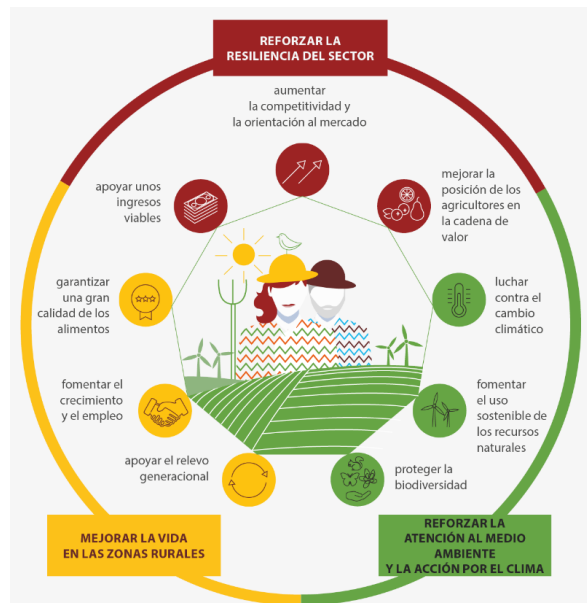 REFORZAR LA
RESILIENCIA DEL SECTOR
aumentar
la competitividad y
la orientación al mercado
apoyar unos
ingresos
viables
mejorar la
posición de los
agricultores en
la cadena de
valor
garantizar
una gran
calidad de los
alimentos
luchar
contra el
cambio
climático
fomentar el
crecimiento
y el empleo
fomentar
el uso
sostenible de
los recursos
naturales
apoyar el relevo
generacional
proteger la
biodiversidad
MEJORAR LA VIDA
EN LAS ZONAS RURALES
REFORZAR LA
ATENCIÓN AL MEDIO
AMBIENTE
Y LA ACCIÓN POR EL CLIMA